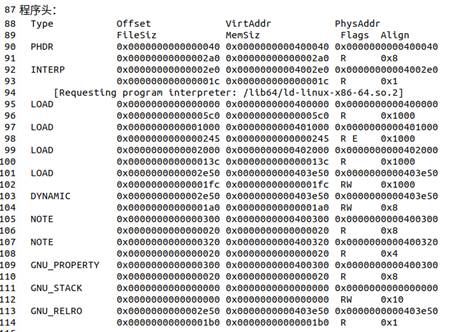 87 程序头:
88 Type Offset VirtAddr PhysAddr
89 FileSiz MemSiz Flags Align
90 PHDR 0x0000000000000040 0x0000000000400040 0x0000000000400040
91 0x00000000000002a0 0x00000000000002a0 R 0x8
92 INTERP 0x00000000000002e0 0x00000000004002e0 0x00000000004002e0
93 0x000000000000001c 0x000000000000001c R 0x1
94 [Requesting program interpreter: /lib64/ld-linux-x86-64.so.2]
95 LOAD 0x0000000000000000 0x0000000000400000 0x0000000000400000
96 0x00000000000005c0 0x00000000000005c0 R 0x1000
97 LOAD 0x0000000000001000 0x0000000000401000 0x0000000000401000
98 0x0000000000000245 0x0000000000000245 R E 0x1000
99 LOAD 0x0000000000002000 0x0000000000402000 0x0000000000402000
100 0x000000000000013c 0x000000000000013c R 0x1000
101 LOAD 0x0000000000002e50 0x0000000000403e50 0x0000000000403e50
102 0x00000000000001fc 0x00000000000001fc RW 0x1000
103 DYNAMIC 0x0000000000002e50 0x0000000000403e50 0x0000000000403e50
104 0x00000000000001a0 0x00000000000001a0 RW 0x8
105 NOTE 0x0000000000000300 0x0000000000400300 0x0000000000400300
106 0x0000000000000020 0x0000000000000020 R 0x8
107 NOTE 0x0000000000000320 0x0000000000400320 0x0000000000400320
108 0x0000000000000020 0x0000000000000020 R 0x4
109 GNU_PROPERTY 0x0000000000000300 0x0000000000400300 0x0000000000400300
110 0x0000000000000020 0x0000000000000020 R 0x8
111 GNU_STACK 0x0000000000000000 0x0000000000000000 0x0000000000000000
112 0x0000000000000000 0x0000000000000000 RW 0x10
113 GNU_RELRO 0x0000000000002e50 0x0000000000403e50 0x0000000000403e50
114 0x00000000000001b0 0x00000000000001b0 R 0x1